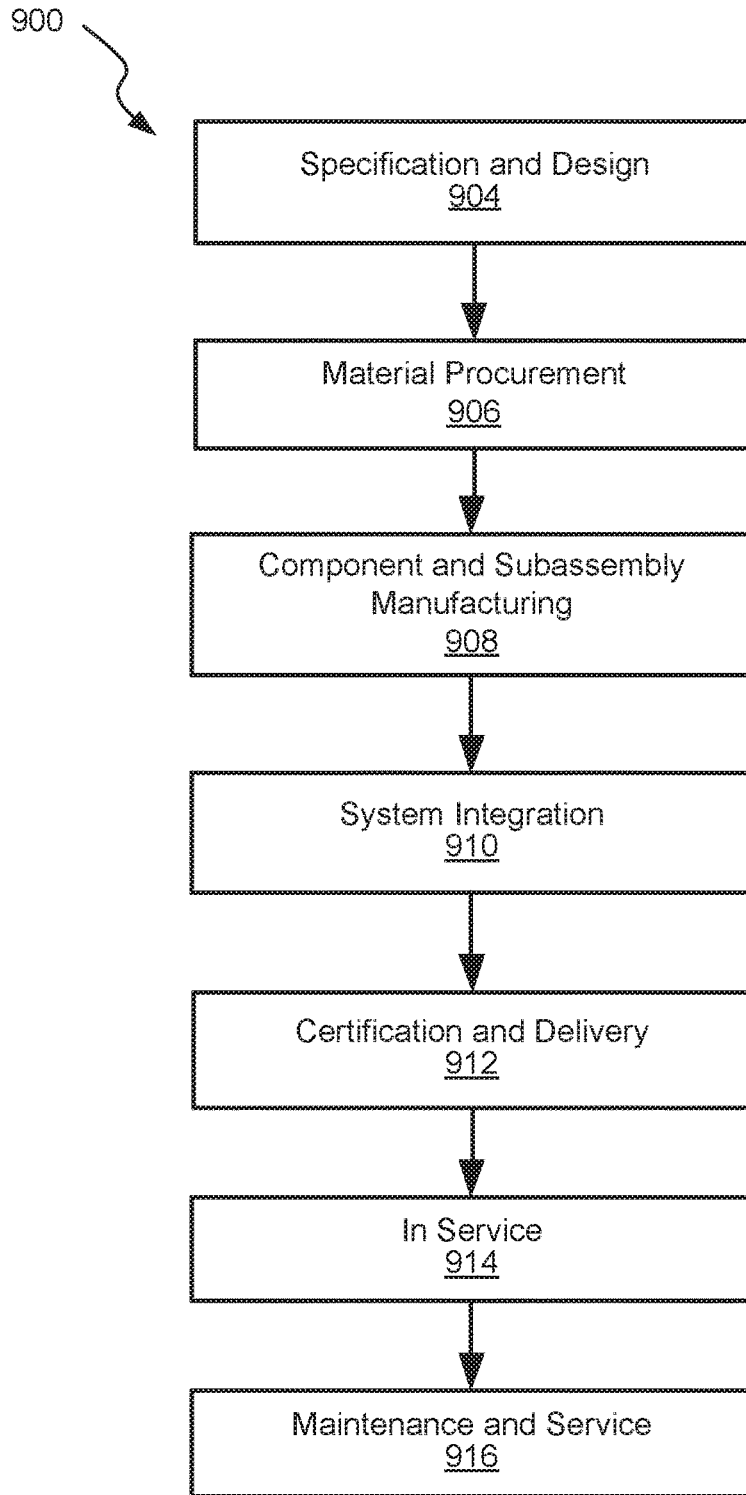 900
Specification and Design
904
Material Procurement
906
Component and Subassembly
Manufacturing
908
System Integration
910
Certification and Delivery
912
In Service
914
Maintenance and Service
916